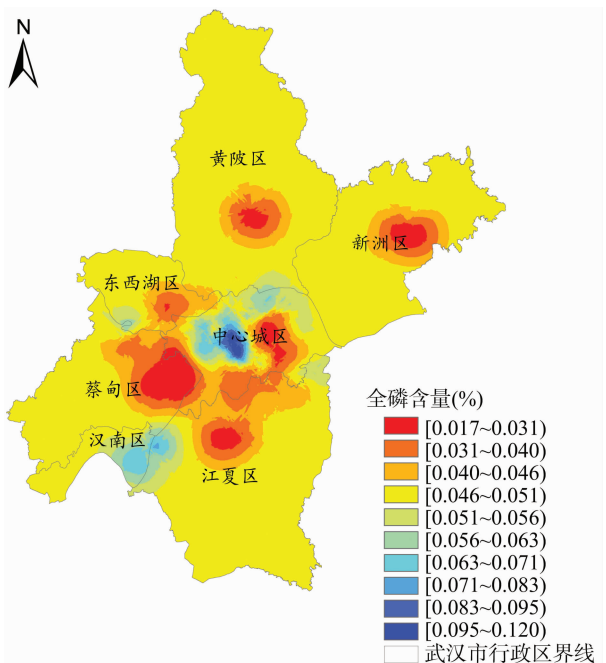 N
黄陂区
新洲区
东西湖区
中心城区
蔡甸区
汉南区
江夏区
全磷含量(%)
[0.017~0.031)
[0.031~0.040)
[0.040~0.046)
[0.046~0.051)
[0.051~0.056)
[0.056~0.063)
[0.063~0.071)
[0.071~0.083)
[0.083~0.095)
[0.095~0.120)
武汉市行政区界线